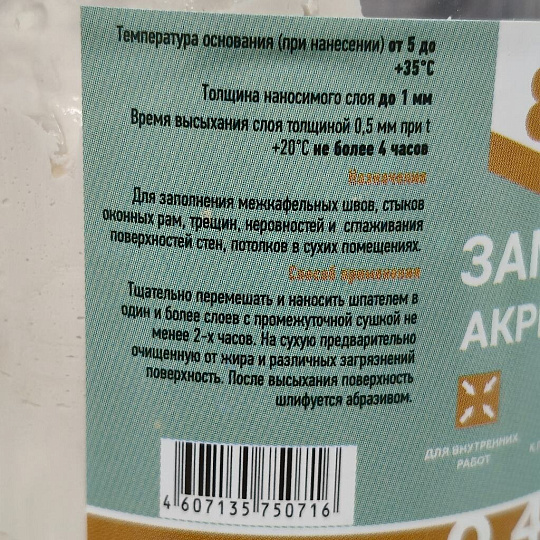 Температура основания (при нанесении) от 5 до
+35°С
Толщина наносимого слоя до 1 мм
Время высыхания слоя толщиной 0,5 мм при t
+20°С не более 4 часов
Назначение
Для заполнения межкафельных швов, стыков
оконных рам, трещин, неровностей и сглаживания
поверхностей стен, потолков в сухих помещениях.
Способ применения
Тщательно перемешать и наносить шпателем в
один и более слоев с промежуточной сушкой не
менее 2-х часов. На сухую предварительно
очищенную от жира и различных загрязнений
поверхность. После высыхания поверхность
шлифуется абразивом.
4 607135 750716
ДЛЯ ВНУТРЕННИХ
РАБОТ